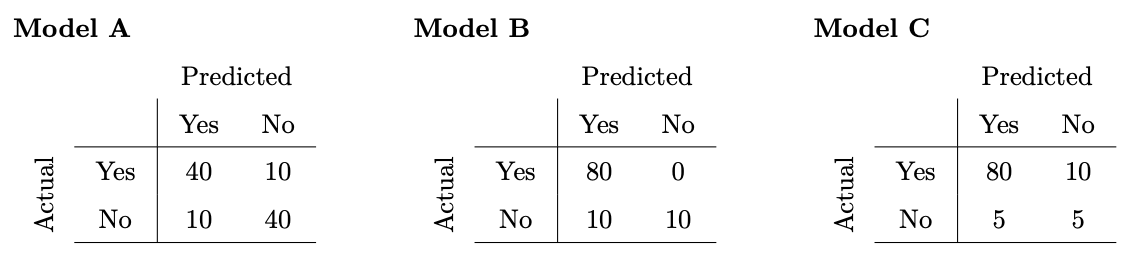 Model A
Predicted
Yes No
Actual
Yes 40 10
No 10 40
Model B
Predicted
Yes No
Actual
Yes 80 0
No 10 10
Model C
Predicted
Yes No
Actual
Yes 80 10
No 5 5